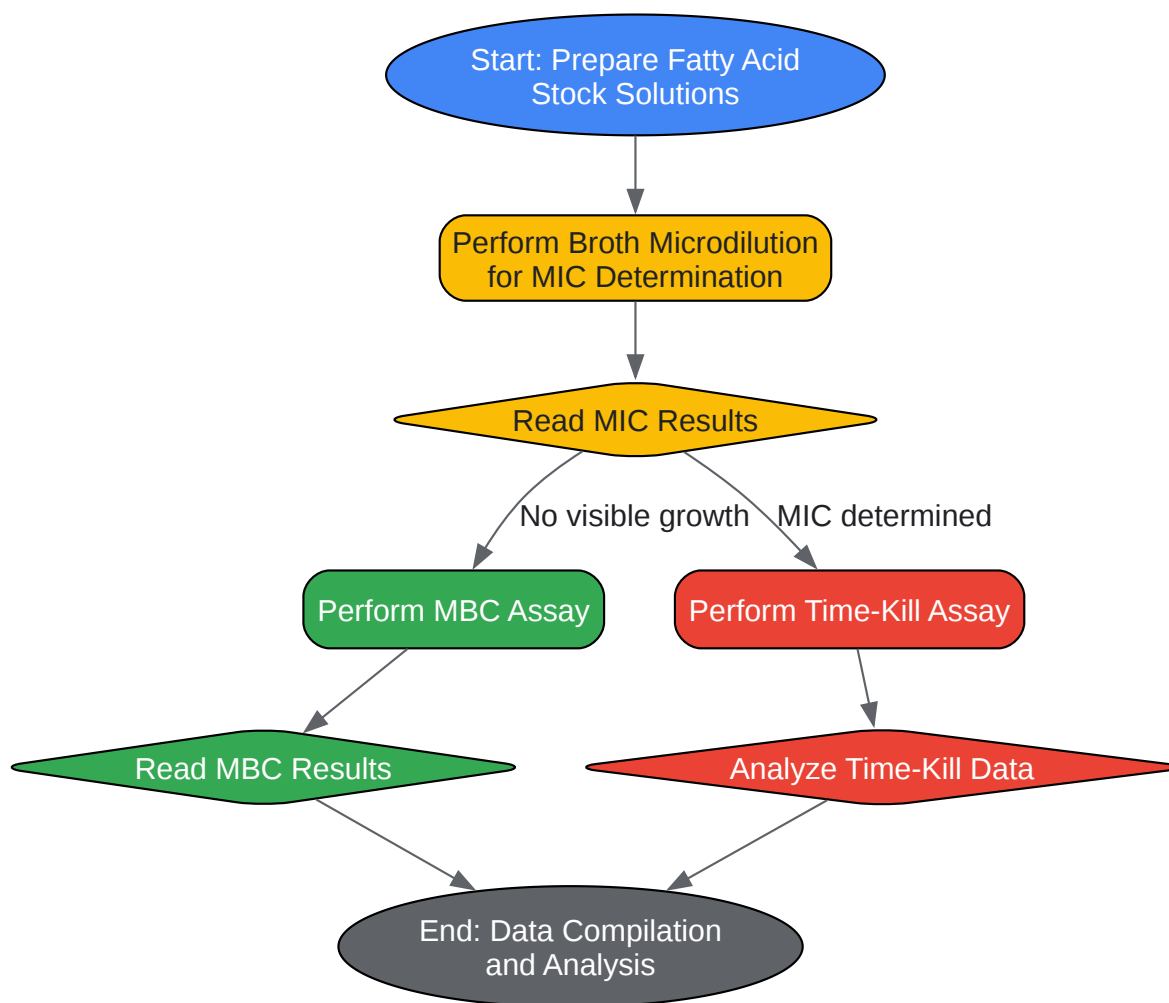 Start: Prepare Fatty Acid
Stock Solutions
Perform Broth Microdilution
for MIC Determination
Read MIC Results
No visible growth
MIC determined
Perform MBC Assay
Perform Time-Kill Assay
Read MBC Results
Analyze Time-Kill Data
End: Data Compilation
and Analysis